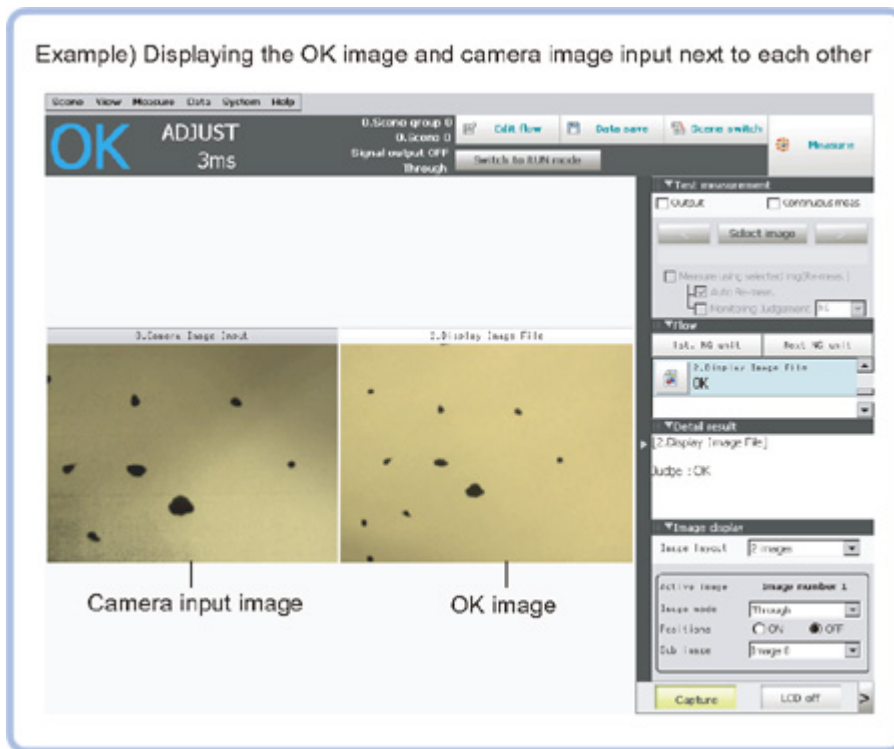 Example) Displaying the OK image and camera image input next to each other
Scene View Measure Data System Help
OK
ADJUST
3ms
0.Scene group 0
0.Scene 0
Signal output OFF
Through
Edit flow
Data save
Scene switch
Switch to RUN mode
Measure
▼Test measurement
Output
Continuous meas.
<
Select image
>
Measure using selected img(Re-meas.)
Auto Re-meas.
Monitoring Judgement NG
▼Flow
1st. NG unit
Next NG unit
2.Display Image File
OK
▼Detail result
[2.Display Image File]
Judge : OK
0.Camera Image Input
2.Display Image File
Camera input image
OK image
▼Image display
Image layout 2 images
Active image Image number 1
Image mode Through
Positions ON OFF
Sub image Image 0
Capture
LCD off
>